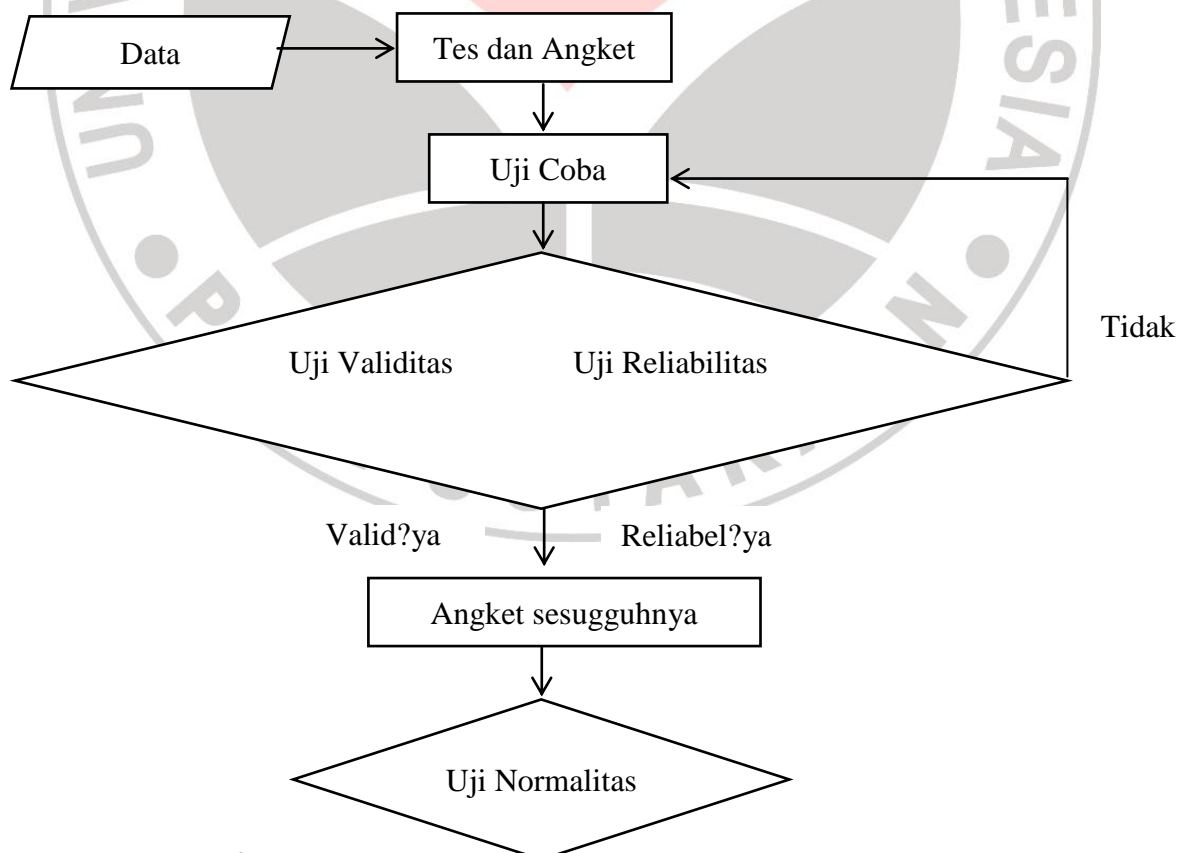 Data
Tes dan Angket
Uji Coba
Tidak
Uji Validitas Uji Reliabilitas
Valid?ya Reliabel?ya
Angket sesugguhnya
Uji Normalitas
ESIA